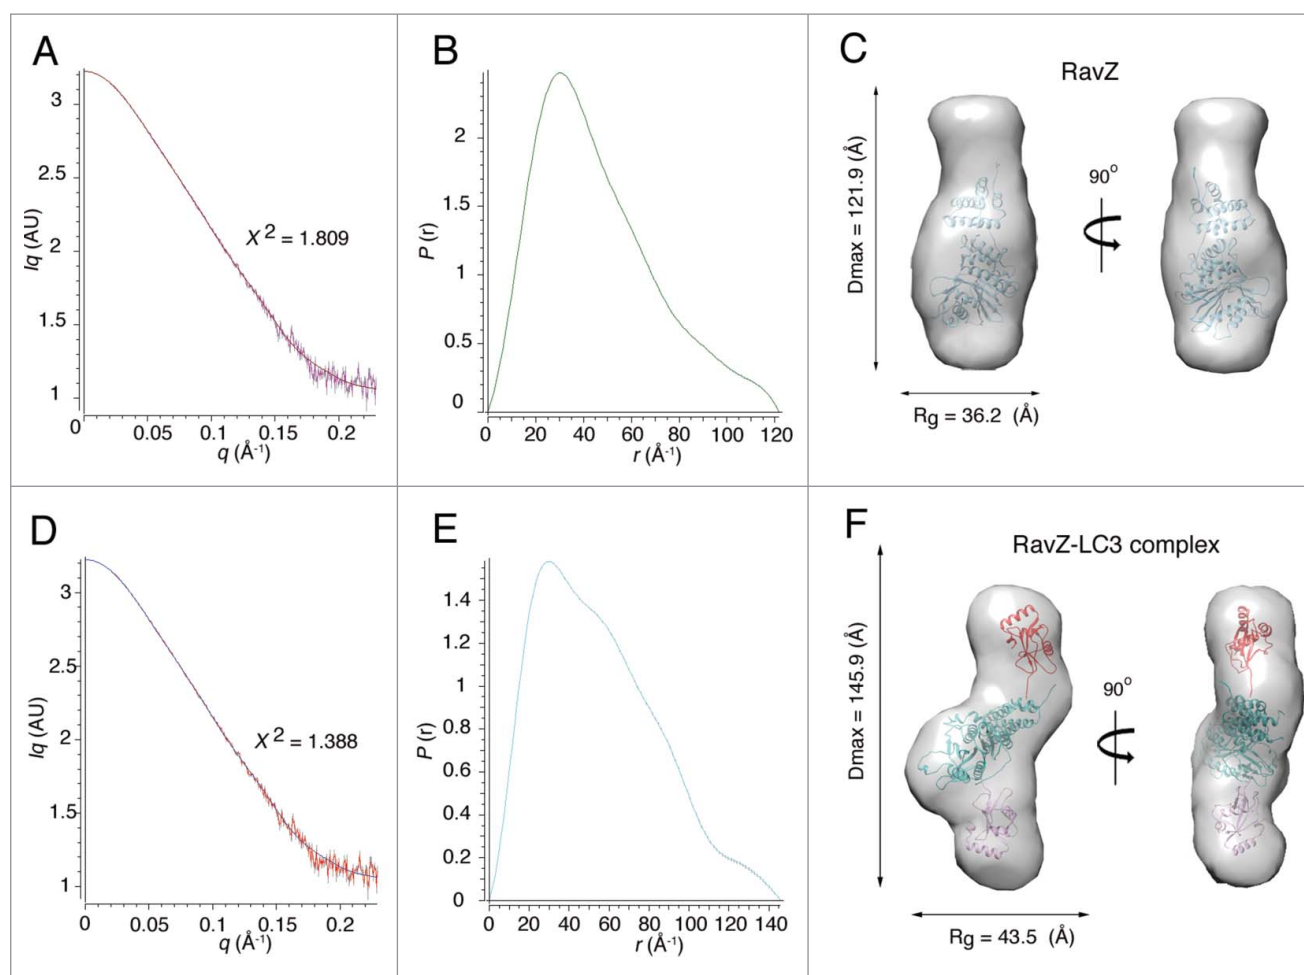 A
3
2.5
2
1.5
1
0
0.05
0.1
0.15
0.2
Iq (AU)
q (Å-1)
X 2 = 1.809
B
2
1.5
1
0.5
0
0
20
40
60
80
100
120
P (r)
r (Å-1)
C
RavZ
Dmax = 121.9 (Å)
90o
Rg = 36.2 (Å)
D
3
2.5
2
1.5
1
0
0.05
0.1
0.15
0.2
Iq (AU)
q (Å-1)
X 2 = 1.388
E
1.4
1.2
1
0.8
0.6
0.4
0.2
0
0
20
40
60
80
100
120
140
P (r)
r (Å-1)
F
RavZ-LC3 complex
Dmax = 145.9 (Å)
90o
Rg = 43.5 (Å)